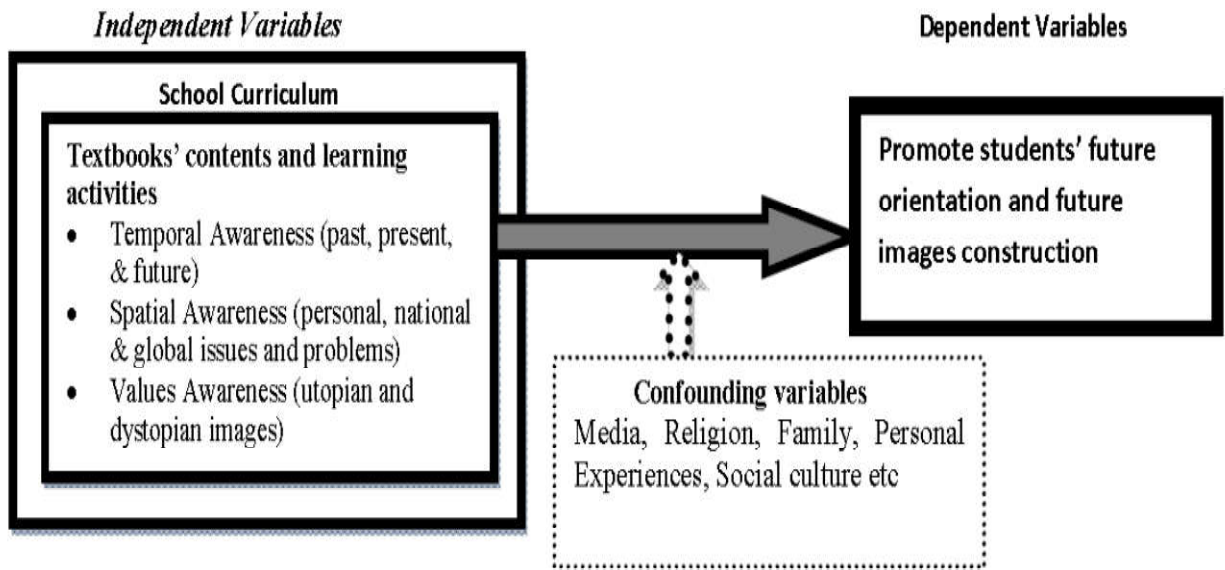 Independent Variables
Dependent Variables
School Curriculum
Textbooks' contents and learning
activities
• Temporal Awareness (past, present,
& future)
• Spatial Awareness (personal, national
& global issues and problems)
• Values Awareness (utopian and
dystopian images)
Promote students' future
orientation and future
images construction
Confounding variables
Media, Religion, Family, Personal
Experiences, Social culture etc